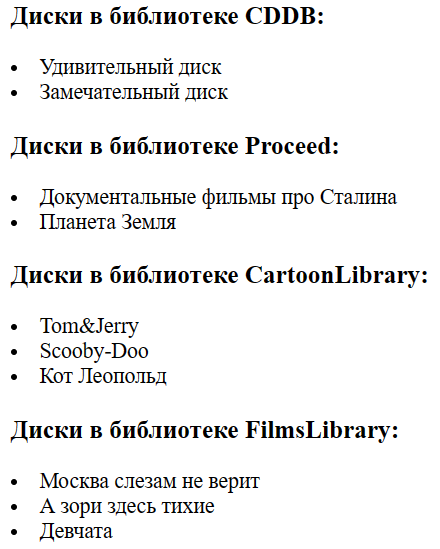 Диски в библиотеке CDDB:
• Удивительный диск
• Замечательный диск
Диски в библиотеке Proceed:
• Документальные фильмы про Сталина
• Планета Земля
Диски в библиотеке CartoonLibrary:
• Tom&Jerry
• Scooby-Doo
• Кот Леопольд
Диски в библиотеке FilmsLibrary:
• Москва слезам не верит
• А зори здесь тихие
• Девчата